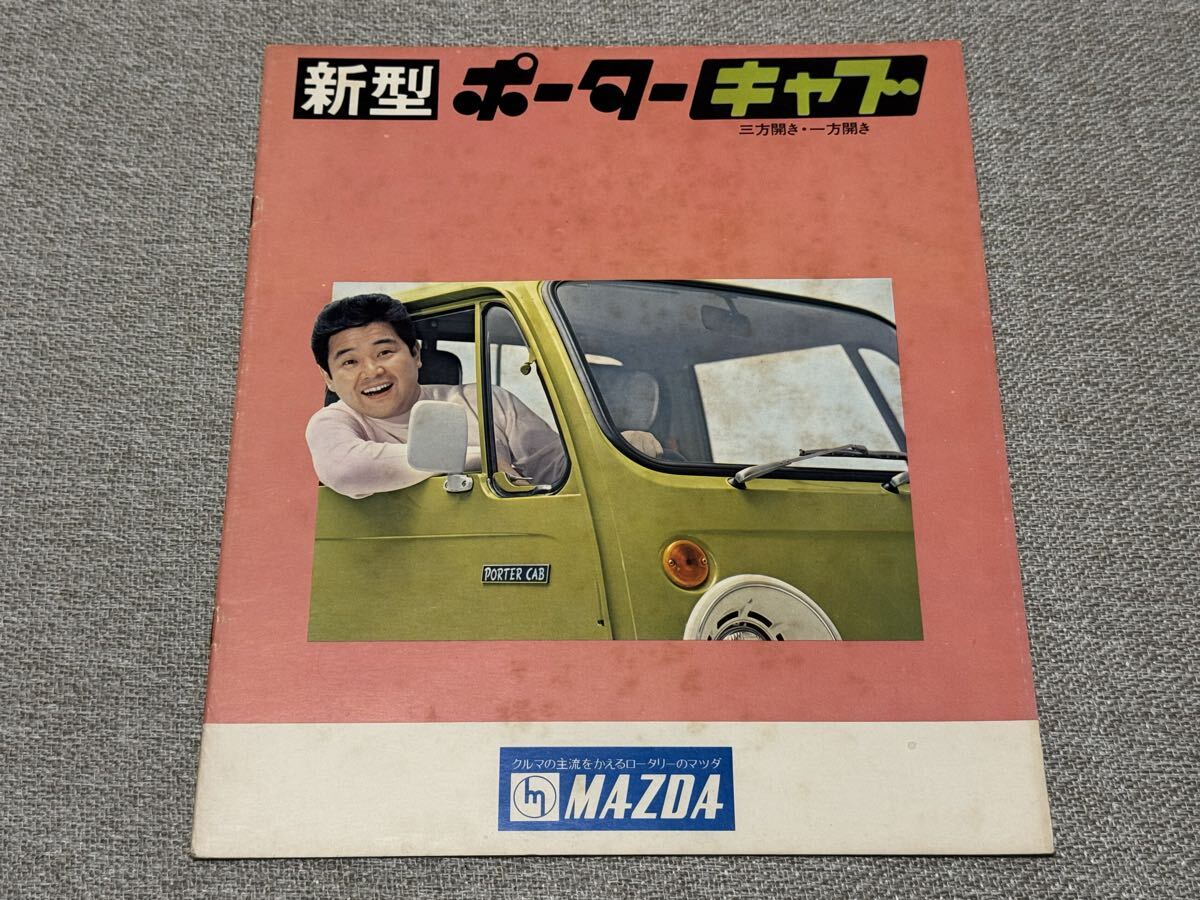 新型 ポーターキャブ
三方開き・一方開き
PORTER CAB
クルマの主流をかえるロータリーのマツダ
MAZDA